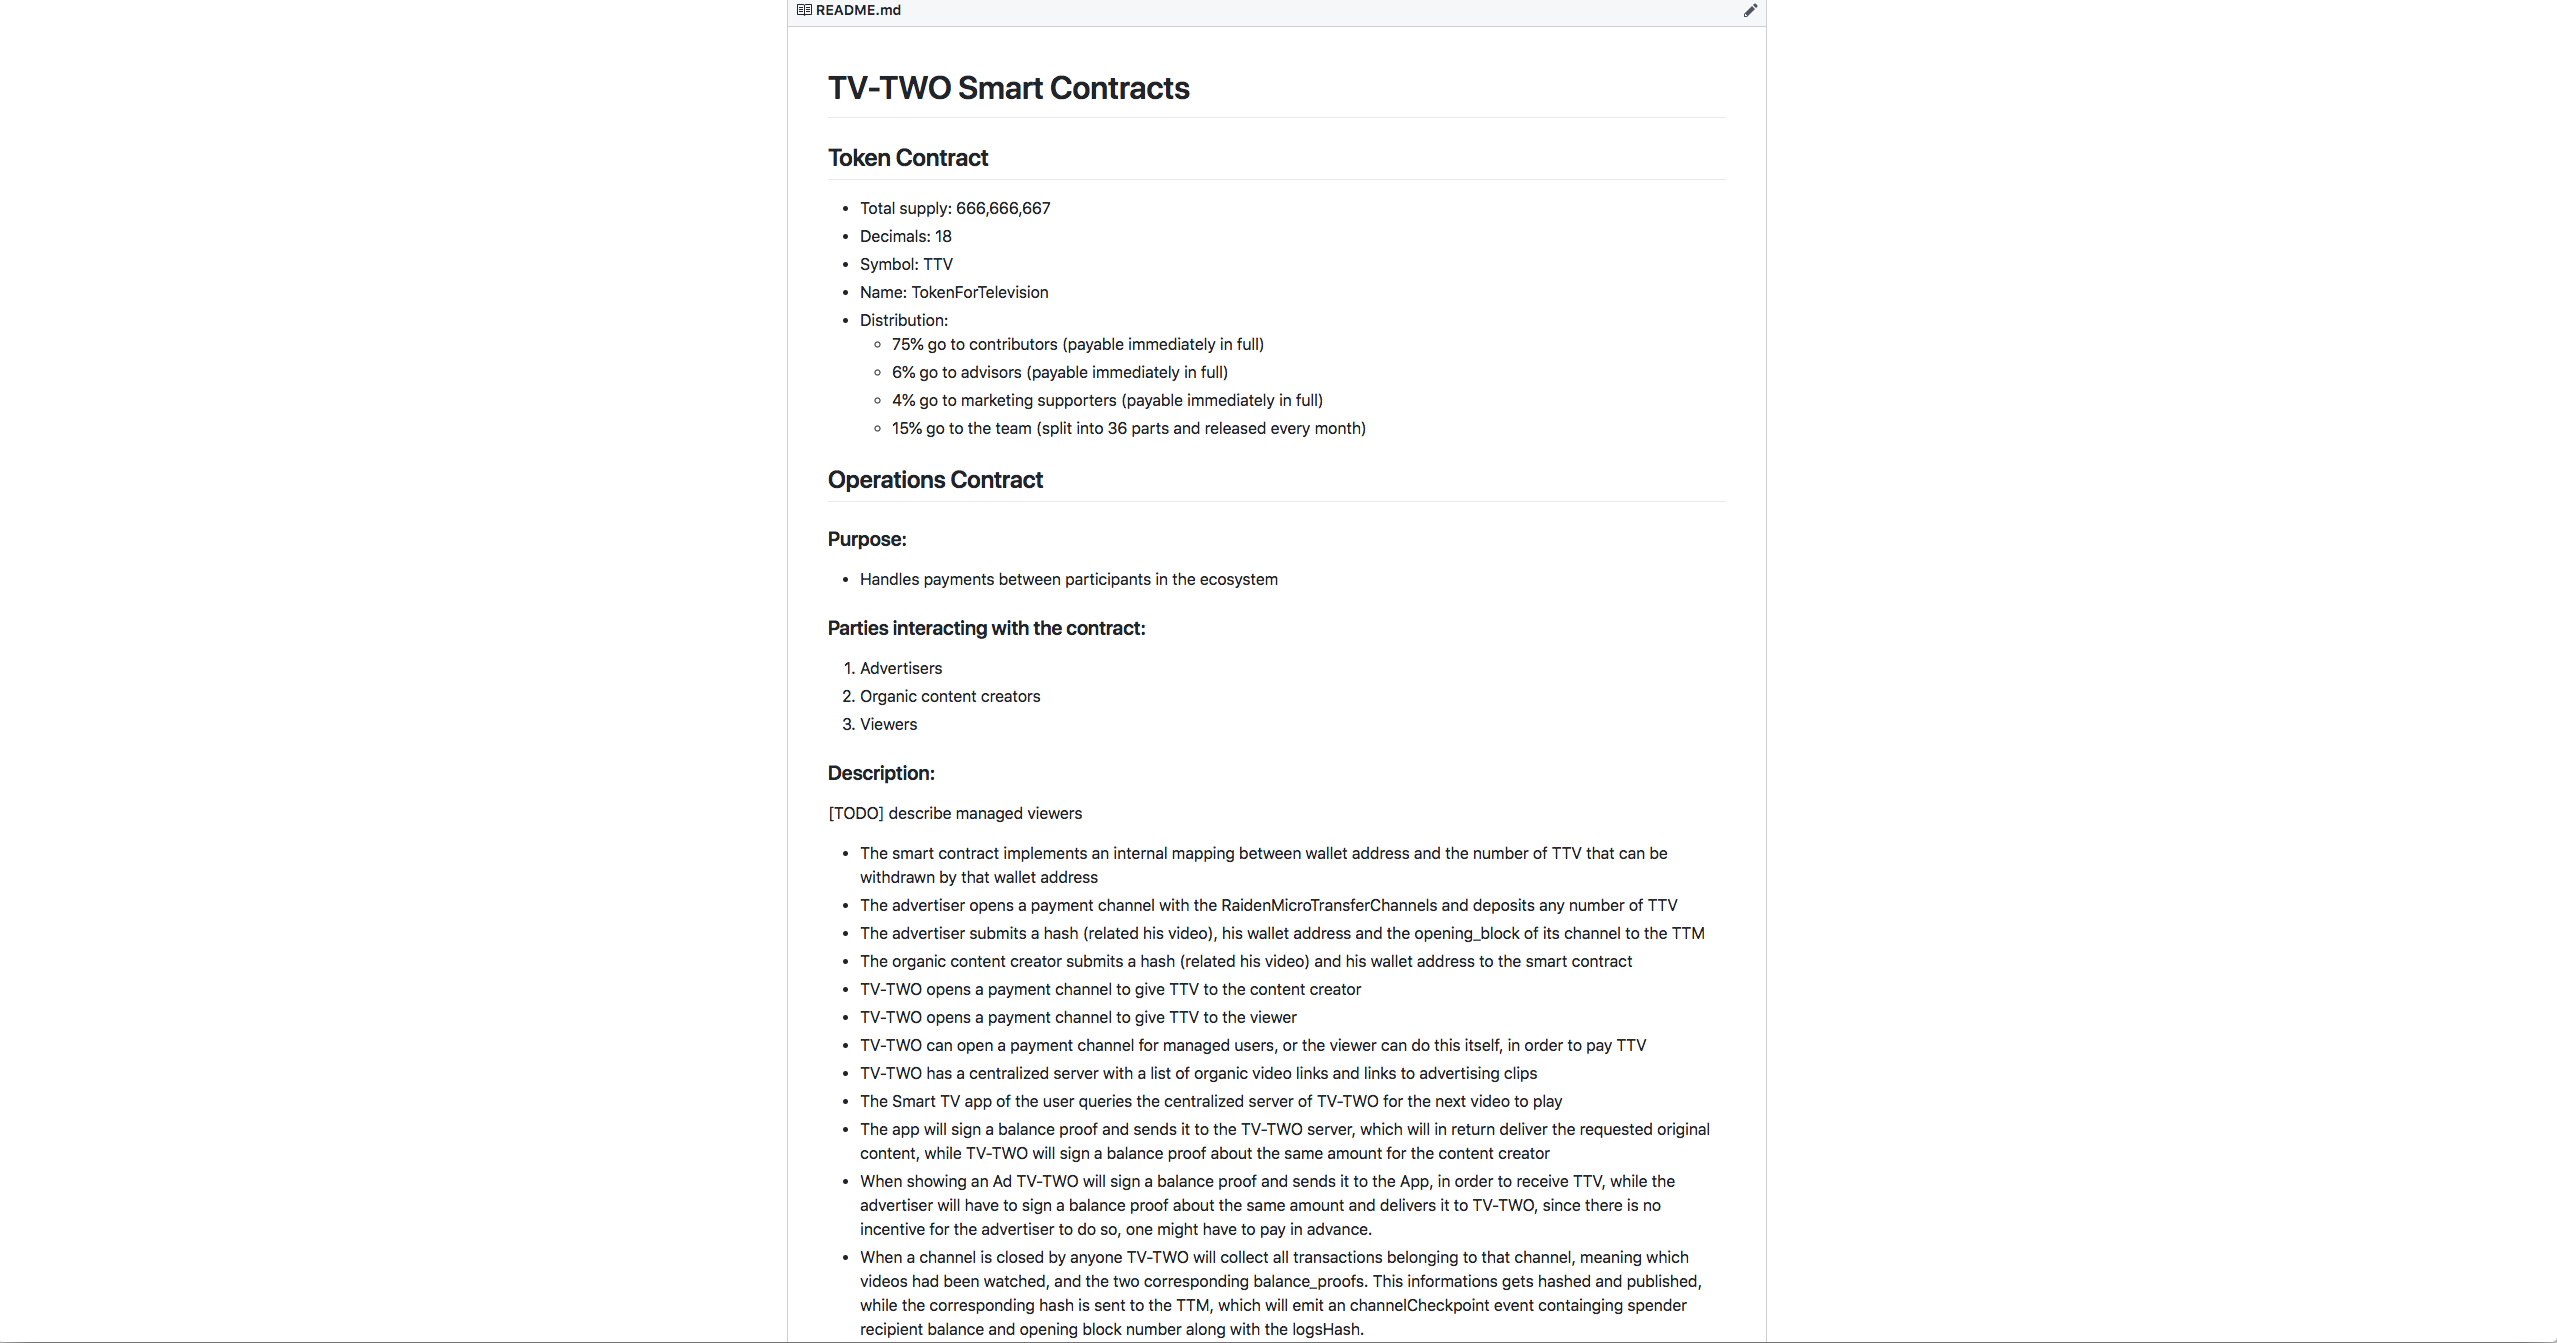 README.md
TV-TWO Smart Contracts
Token Contract
• Total supply: 666,666,667
• Decimals: 18
• Symbol: TTV
• Name: TokenForTelevision
• Distribution:
◦ 75% go to contributors (payable immediately in full)
◦ 6% go to advisors (payable immediately in full)
◦ 4% go to marketing supporters (payable immediately in full)
◦ 15% go to the team (split into 36 parts and released every month)
Operations Contract
Purpose:
• Handles payments between participants in the ecosystem
Parties interacting with the contract:
1. Advertisers
2. Organic content creators
3. Viewers
Description:
[TODO] describe managed viewers
• The smart contract implements an internal mapping between wallet address and the number of TTV that can be
withdrawn by that wallet address
• The advertiser opens a payment channel with the RaidenMicroTransferChannels and deposits any number of TTV
• The advertiser submits a hash (related his video), his wallet address and the opening_block of its channel to the TTM
• The organic content creator submits a hash (related his video) and his wallet address to the smart contract
• TV-TWO opens a payment channel to give TTV to the content creator
• TV-TWO opens a payment channel to give TTV to the viewer
• TV-TWO can open a payment channel for managed users, or the viewer can do this itself, in order to pay TTV
• TV-TWO has a centralized server with a list of organic video links and links to advertising clips
• The Smart TV app of the user queries the centralized server of TV-TWO for the next video to play
• The app will sign a balance proof and sends it to the TV-TWO server, which will in return deliver the requested original
content, while TV-TWO will sign a balance proof about the same amount for the content creator
• When showing an Ad TV-TWO will sign a balance proof and sends it to the App, in order to receive TTV, while the
advertiser will have to sign a balance proof about the same amount and delivers it to TV-TWO, since there is no
incentive for the advertiser to do so, one might have to pay in advance.
• When a channel is closed by anyone TV-TWO will collect all transactions belonging to that channel, meaning which
videos had been watched, and the two corresponding balance_proofs. This informations gets hashed and published,
while the corresponding hash is sent to the TTM, which will emit an channelCheckpoint event containging spender
recipient balance and opening block number along with the logsHash.